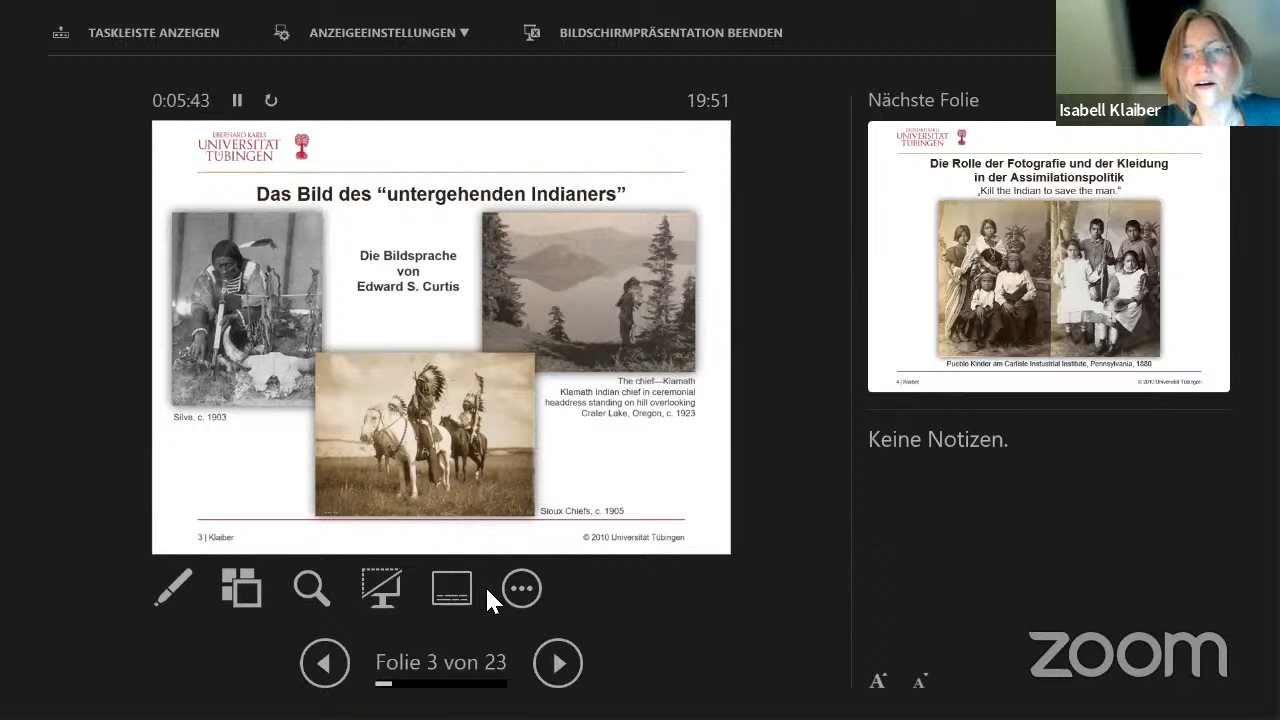 TASKLEISTE ANZEIGEN
ANZEIGEEINSTELLUNGEN ▼
BILDSCHIRMPRÄSENTATION BEENDEN
Isabell Klaiber
0:05:43
19:51
EBERHARD KARLS
UNIVERSITÄT
TÜBINGEN
Das Bild des “untergehenden Indianers”
Die Bildsprache
von
Edward S. Curtis
Silva, c. 1903
The chief—Klamath
Klamath Indian chief in ceremonial
headdress standing on hill overlooking
Crater Lake, Oregon, c. 1923
Sioux Chiefs, c. 1905
3 | Klaiber
© 2010 Universität Tübingen
Folie 3 von 23
Nächste Folie
EBERHARD KARLS
UNIVERSITÄT
TÜBINGEN
Die Rolle der Fotografie und der Kleidung
in der Assimilationspolitik
„Kill the Indian to save the man.“
Pueblo Kinder am Carlisle Instustrial Institute, Pennsylvania, 1880
4 | Klaiber
© 2010 Universität Tübingen
Keine Notizen.
A A
zoom